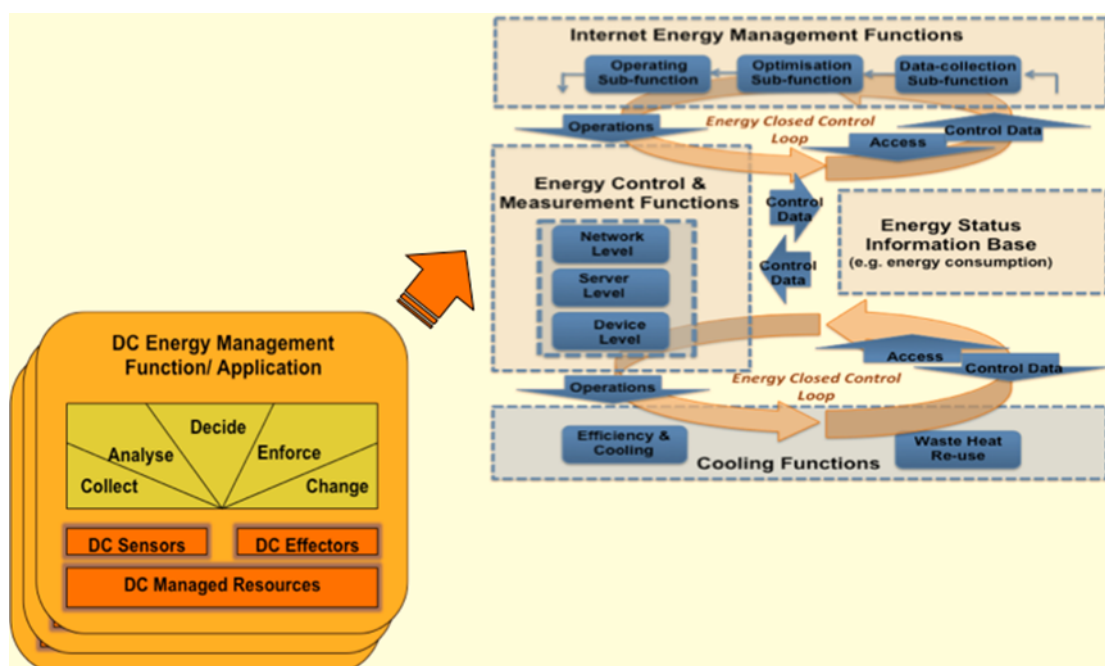 Internet Energy Management Functions
Operating
Sub-function
Optimisation
Sub-function
Data-collection
Sub-function
Operations
Energy Closed Control
Loop
Access
Control Data
Energy Control &
Measurement Functions
Network
Level
Server
Level
Device
Level
Control
Data
Control
Data
Energy Status
Information Base
(e.g. energy consumption)
Operations
Energy Closed Control
Loop
Access
Control Data
Efficiency &
Cooling
Waste Heat
Re-use
Cooling Functions
DC Energy Management
Function/ Application
Collect
Analyse
Decide
Enforce
Change
DC Sensors
DC Effectors
DC Managed Resources